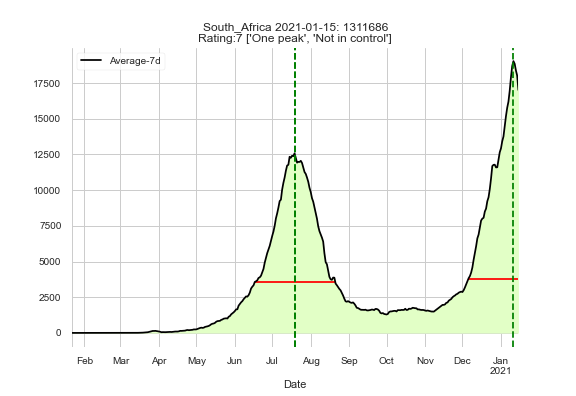 South_Africa 2021-01-15: 1311686
Rating:7 ['One peak', 'Not in control']
Average-7d
17500
15000
12500
10000
7500
5000
2500
0
Feb Mar Apr May Jun Jul Aug Sep Oct Nov Dec Jan
2021
Date